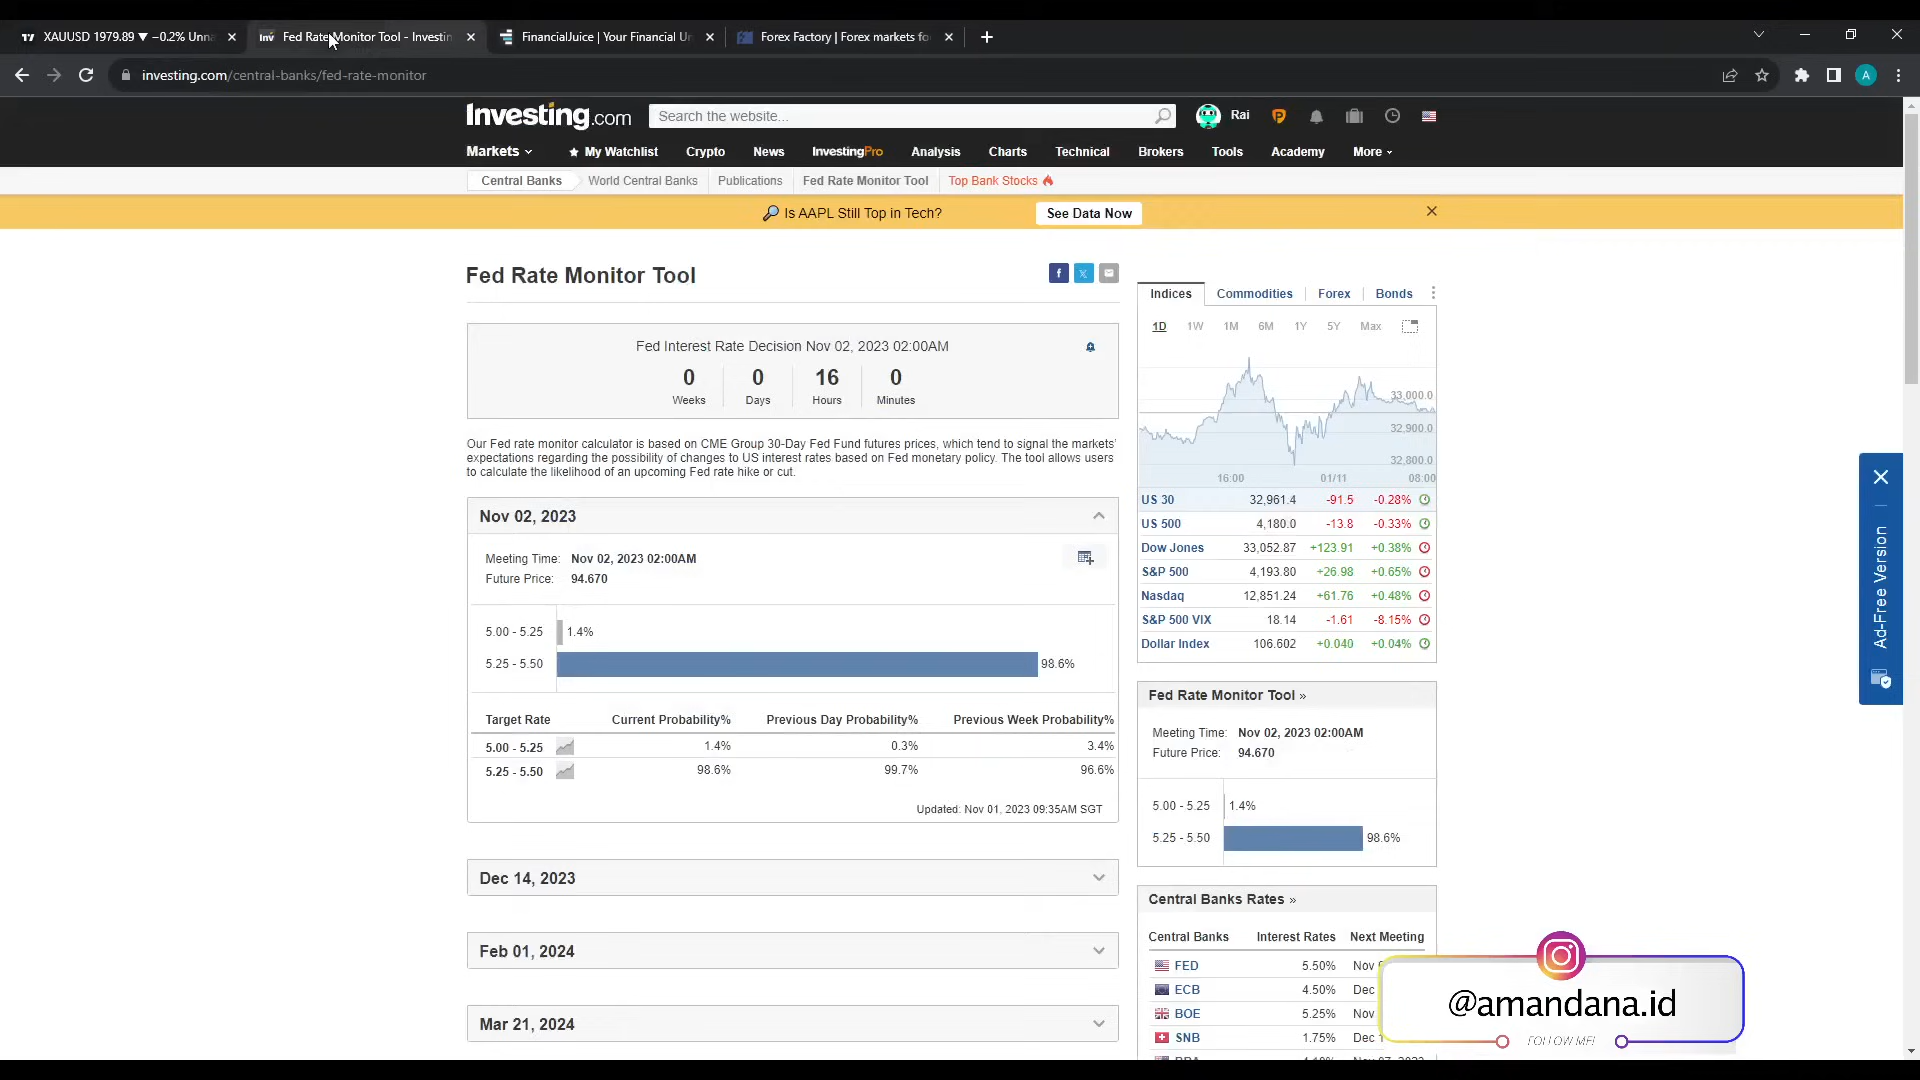 XAUUSD 1979.89 ▼ −0.2% Unna
Fed Rate Monitor Tool - Investin
FinancialJuice | Your Financial U
Forex Factory | Forex markets fo
investing.com/central-banks/fed-rate-monitor
A
Investing.com
Search the website...
Rai
Markets
My Watchlist
Crypto
News
InvestingPro
Analysis
Charts
Technical
Brokers
Tools
Academy
More
Central Banks
World Central Banks
Publications
Fed Rate Monitor Tool
Top Bank Stocks
Is AAPL Still Top in Tech?
See Data Now
Fed Rate Monitor Tool
Fed Interest Rate Decision Nov 02, 2023 02:00AM
0 0 16 0
Weeks Days Hours Minutes
Our Fed rate monitor calculator is based on CME Group 30-Day Fed Fund futures prices, which tend to signal the markets'
expectations regarding the possibility of changes to US interest rates based on Fed monetary policy. The tool allows users
to calculate the likelihood of an upcoming Fed rate hike or cut.
Nov 02, 2023
Meeting Time: Nov 02, 2023 02:00AM
Future Price: 94.670
5.00 - 5.25 1.4%
5.25 - 5.50 98.6%
Target Rate Current Probability% Previous Day Probability% Previous Week Probability%
5.00 - 5.25 1.4% 0.3% 3.4%
5.25 - 5.50 98.6% 99.7% 96.6%
Updated: Nov 01, 2023 09:35AM SGT
Dec 14, 2023
Feb 01, 2024
Mar 21, 2024
Indices Commodities Forex Bonds
1D 1W 1M 6M 1Y 5Y Max
33,000.0
32,900.0
32,800.0
16:00 01/11 08:00
US 30 32,961.4 -91.5 -0.28%
US 500 4,180.0 -13.8 -0.33%
Dow Jones 33,052.87 +123.91 +0.38%
S&P 500 4,193.80 +26.98 +0.65%
Nasdaq 12,851.24 +61.76 +0.48%
S&P 500 VIX 18.14 -1.61 -8.15%
Dollar Index 106.602 +0.040 +0.04%
Fed Rate Monitor Tool »
Meeting Time: Nov 02, 2023 02:00AM
Future Price: 94.670
5.00 - 5.25 1.4%
5.25 - 5.50 98.6%
Central Banks Rates »
Central Banks Interest Rates Next Meeting
FED 5.50% Nov
ECB 4.50% Dec
BOE 5.25% Nov
SNB 1.75% Dec
Ad-Free Version
@amandana.id
FOLLOW ME!